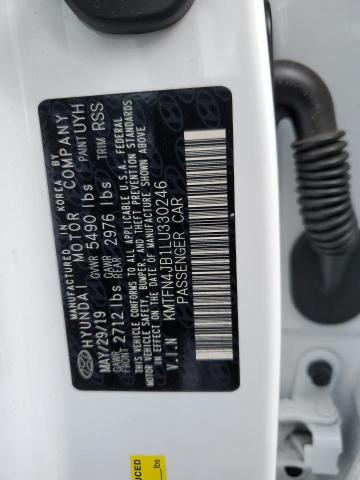 MANUFACTURED IN KOREA BY
HYUNDAI MOTOR COMPANY
MAY/29/19 GVWR 5490 lbs PAINT UYH
GAWR FRONT 2712 lbs GAWR REAR 2976 lbs TRIM RSS
THIS VEHICLE CONFORMS TO ALL APPLICABLE U.S.A. FEDERAL
MOTOR VEHICLE SAFETY, BUMPER, AND THEFT PREVENTION STANDARDS
IN EFFECT ON THE DATE OF MANUFACTURE SHOWN ABOVE
KMTFN4JB1LU330246
V.I.N PASSENGER CAR
UCED
lbs